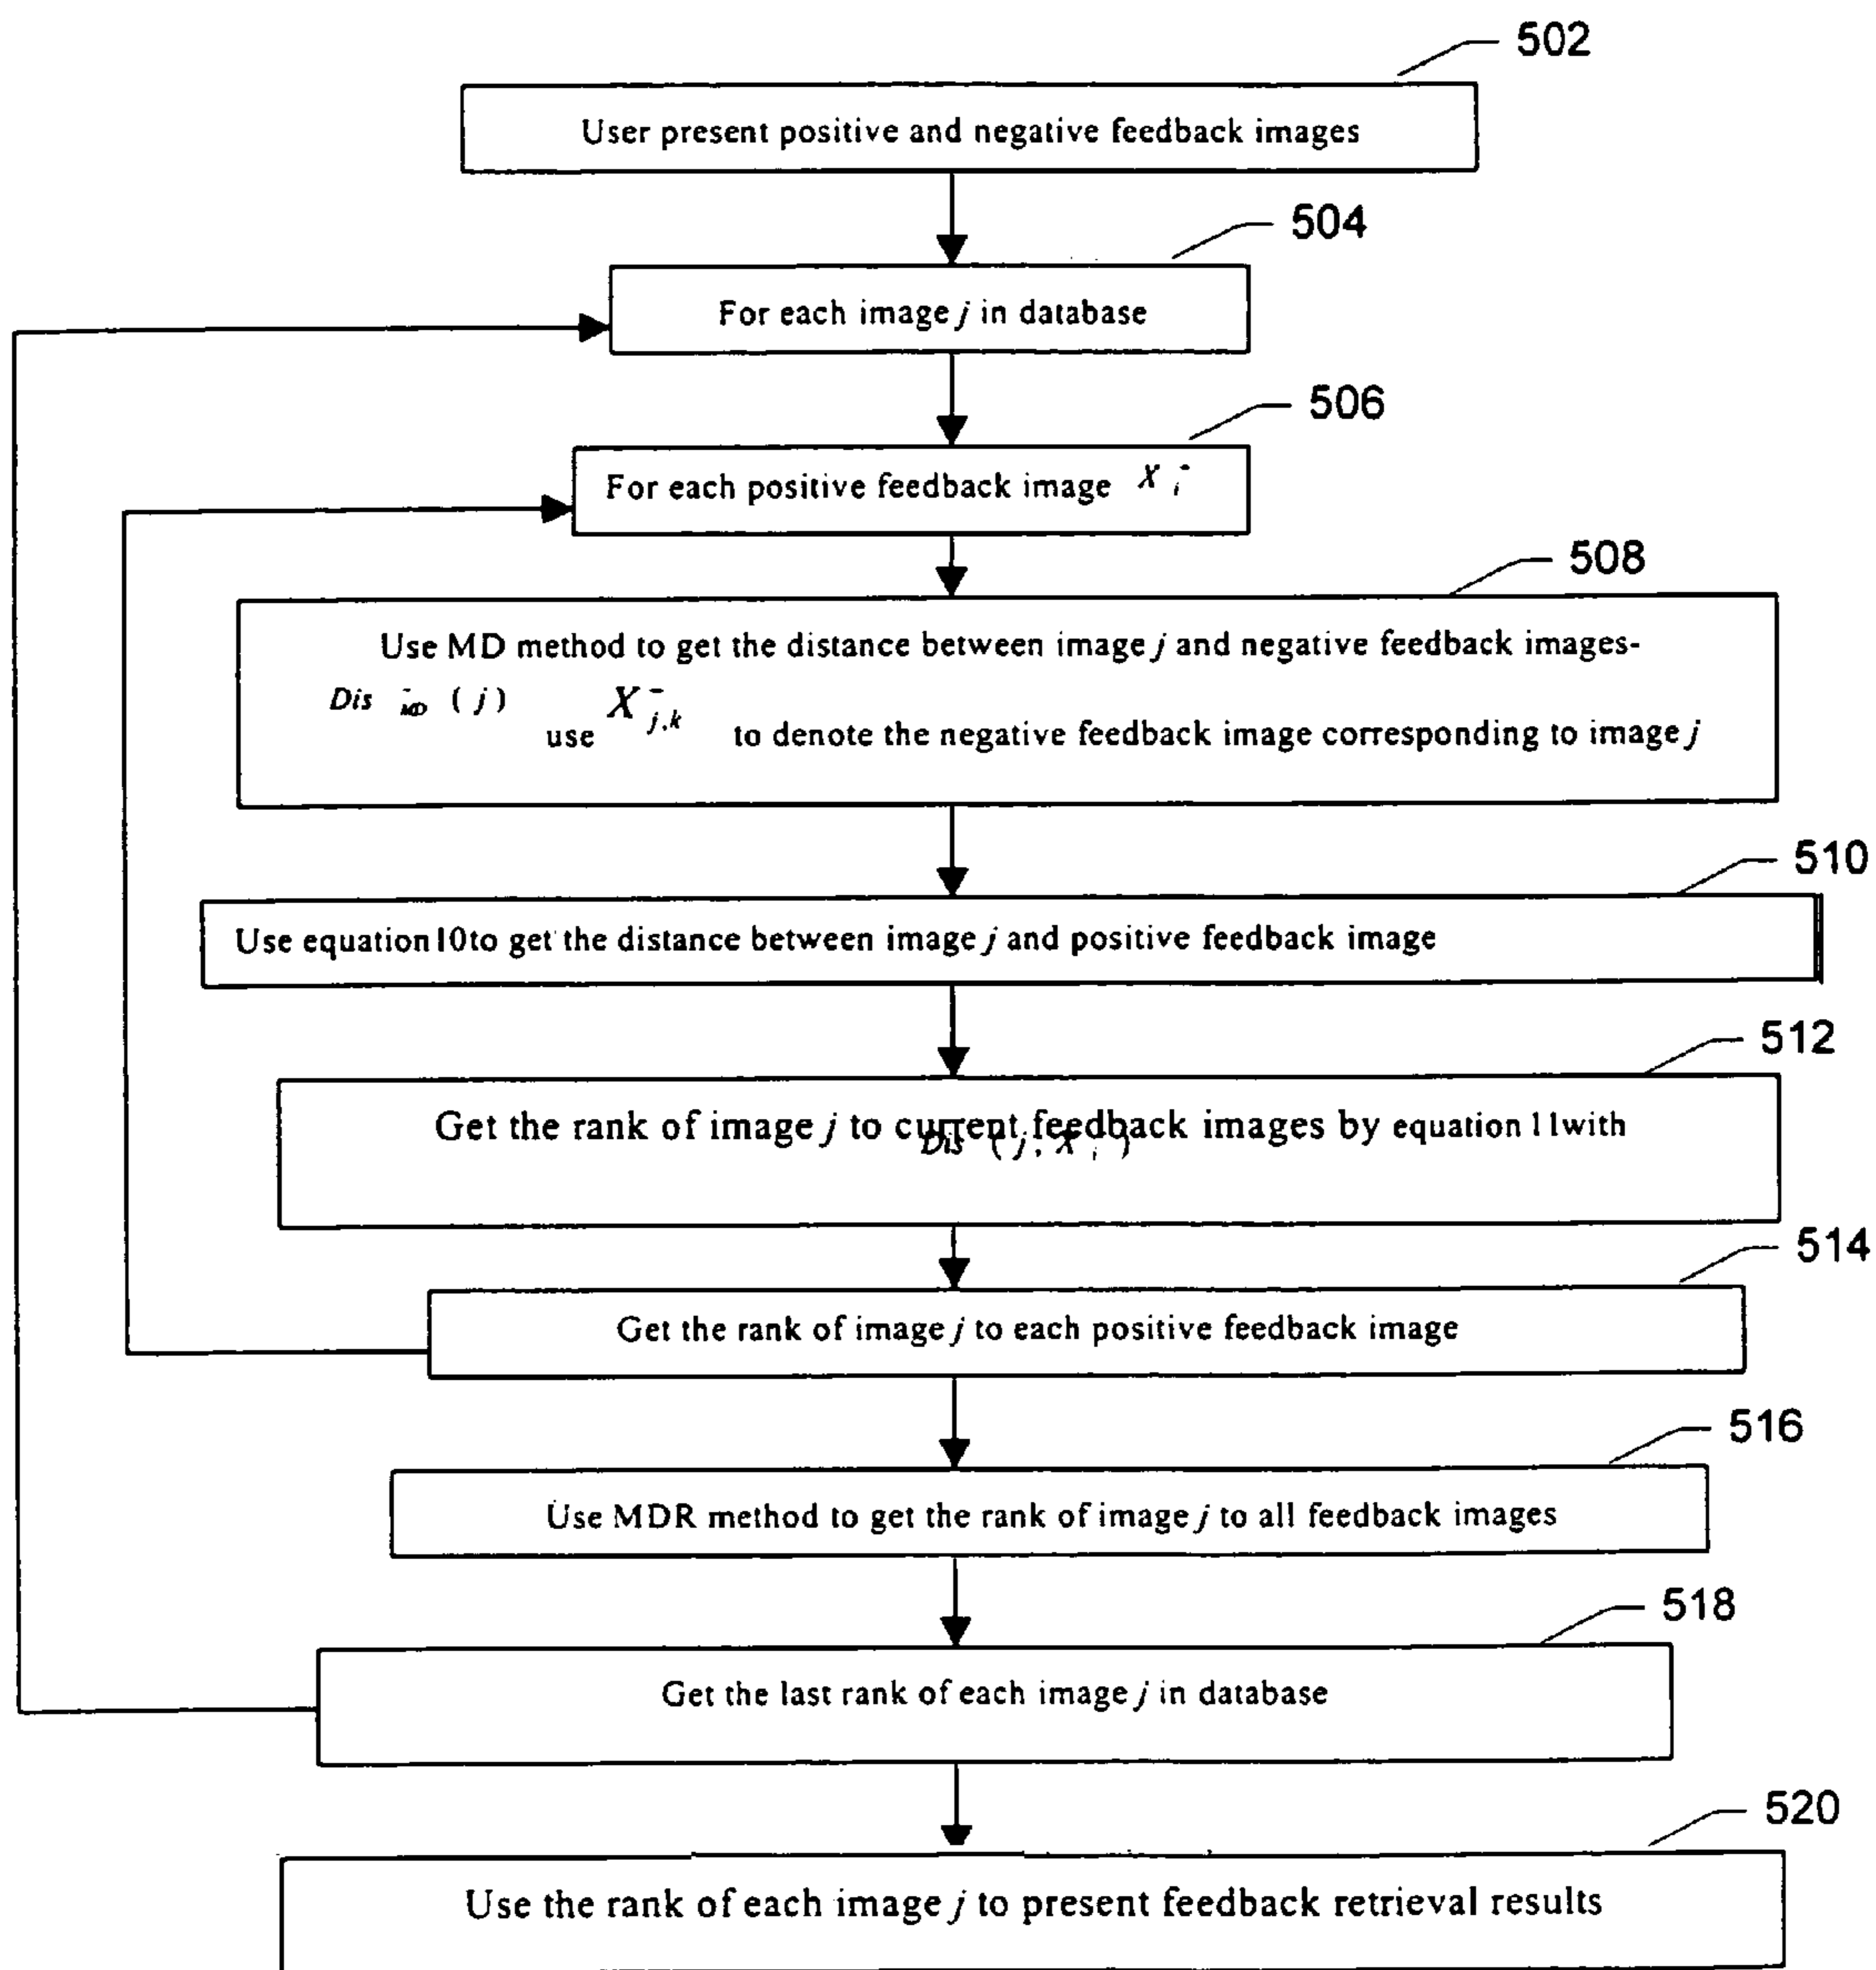 502
User present positive and negative feedback images
504
For each image j in database
506
For each positive feedback image X i
508
Use MD method to get the distance between image j and negative feedback images-
Dis⁻MD (j) use X⁻j,k to denote the negative feedback image corresponding to image j
510
Use equation10to get the distance between image j and positive feedback image
512
Get the rank of image j to current feedback images by equation 11with
Dis (j, X i )
514
Get the rank of image j to each positive feedback image
516
Use MDR method to get the rank of image j to all feedback images
518
Get the last rank of each image j in database
520
Use the rank of each image j to present feedback retrieval results